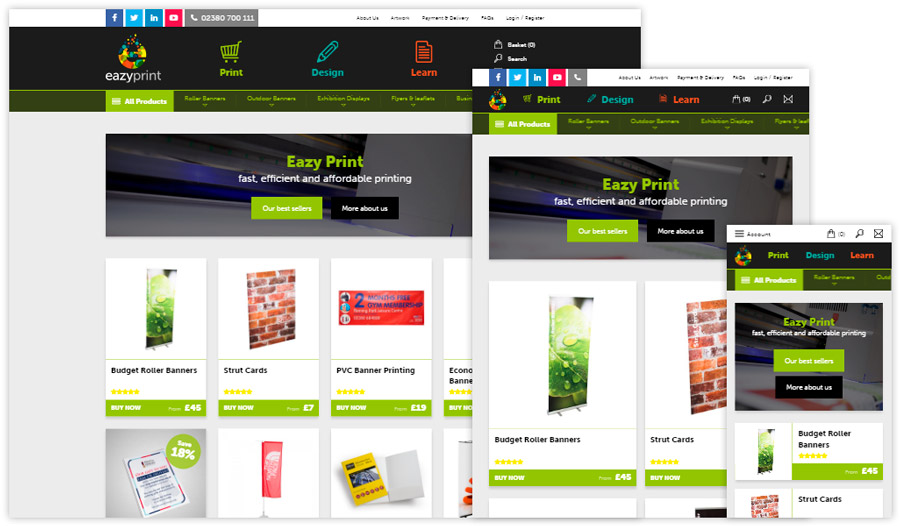 02380 700 111
About Us Artwork Payment & Delivery FAQs Login / Register
eazyprint
Print Design Learn
Basket (0)
Search
All Products Roller Banners Outdoor Banners Exhibition Displays Flyers & leaflets Busin
Eazy Print
fast, efficient and affordable printing
Our best sellers More about us
2 MONTHS FREE
GYM MEMBERSHIP
Budget Roller Banners
BUY NOW From £45
Strut Cards
BUY NOW From £7
PVC Banner Printing
BUY NOW From £19
Econo
Banne
BUY NOW
Save
18%
About Us Artwork Payment & Delivery FAQs Login / Register
Print Design Learn (0)
All Products Roller Banners Outdoor Banners Exhibition Displays Flyers & leafl
Eazy Print
fast, efficient and affordable printing
Our best sellers More about us
Budget Roller Banners
BUY NOW From £45
Strut Cards
BUY NOW
Account (0)
Print Design Learn
All Products Roller Banners Outd
Eazy Print
fast, efficient and affordable printing
Our best sellers
More about us
Budget Roller
Banners
From £45
Strut Cards